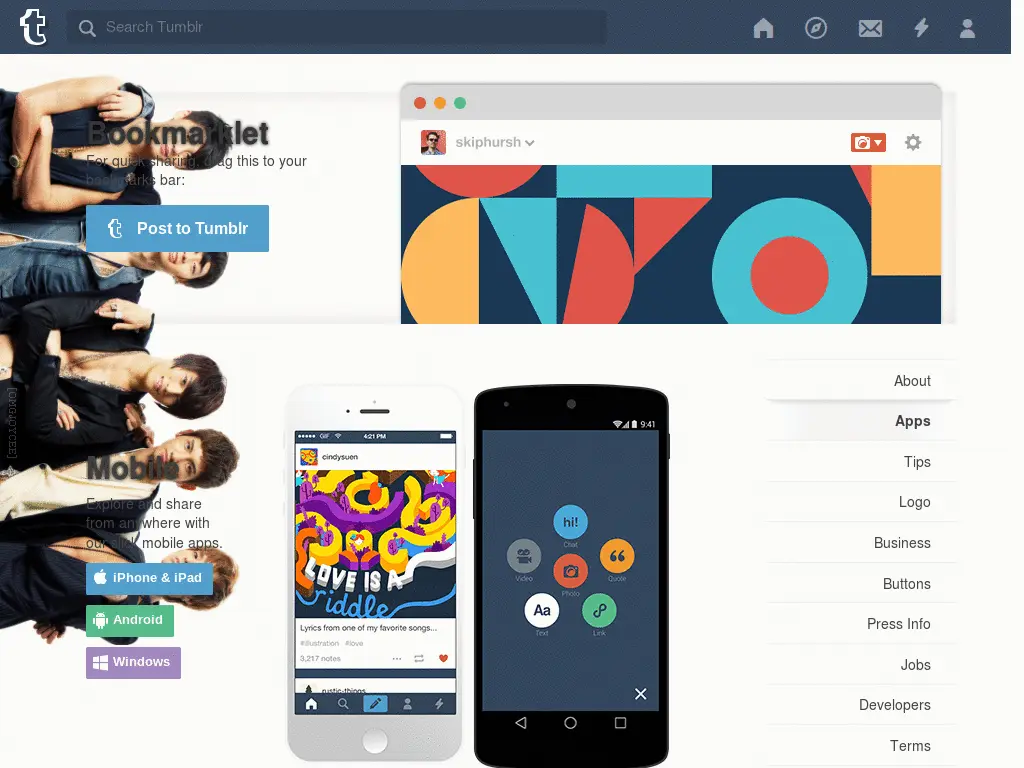 Search Tumblr
Bookmarklet
For quick sharing, drag this to your
bookmarks bar:
Post to Tumblr
skiphursh
[OMGJOYCEE]
Mobile
Explore and share
from anywhere with
our slick mobile apps.
iPhone & iPad
Android
Windows
GIF 4:21 PM
cindysuen
LOVE IS A
riddle
Lyrics from one of my favorite songs...
#illustration #love
3,217 notes
rustic-things
9:41
hi!
Chat
Video
Quote
Photo
Aa
Text
Link
About
Apps
Tips
Logo
Business
Buttons
Press Info
Jobs
Developers
Terms